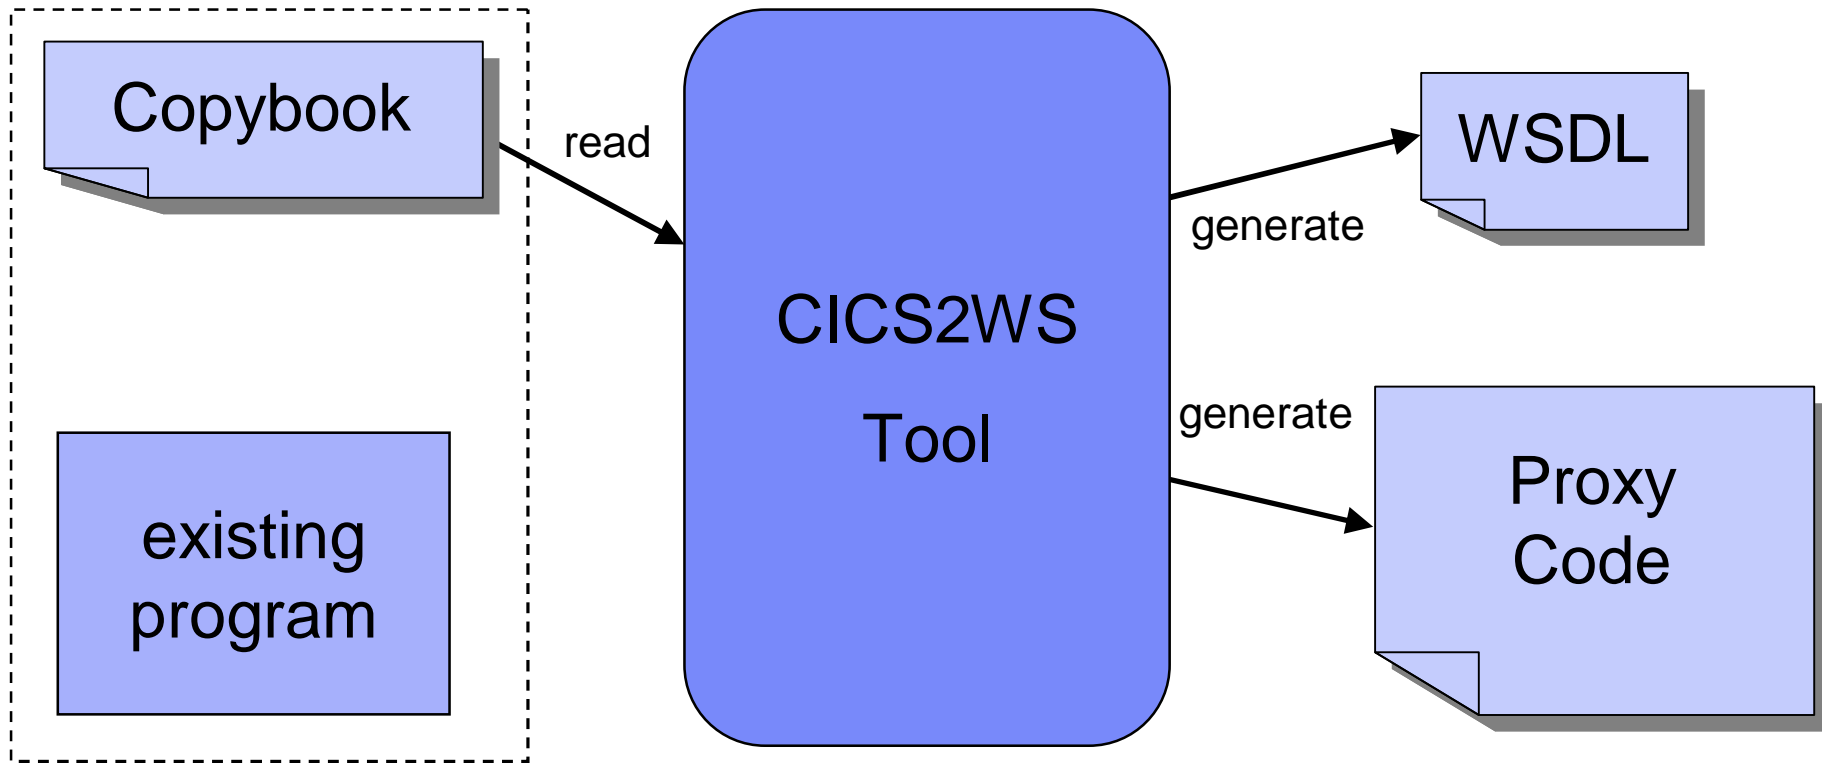 Copybook
read
existing
program
CICS2WS
Tool
generate
WSDL
generate
Proxy
Code